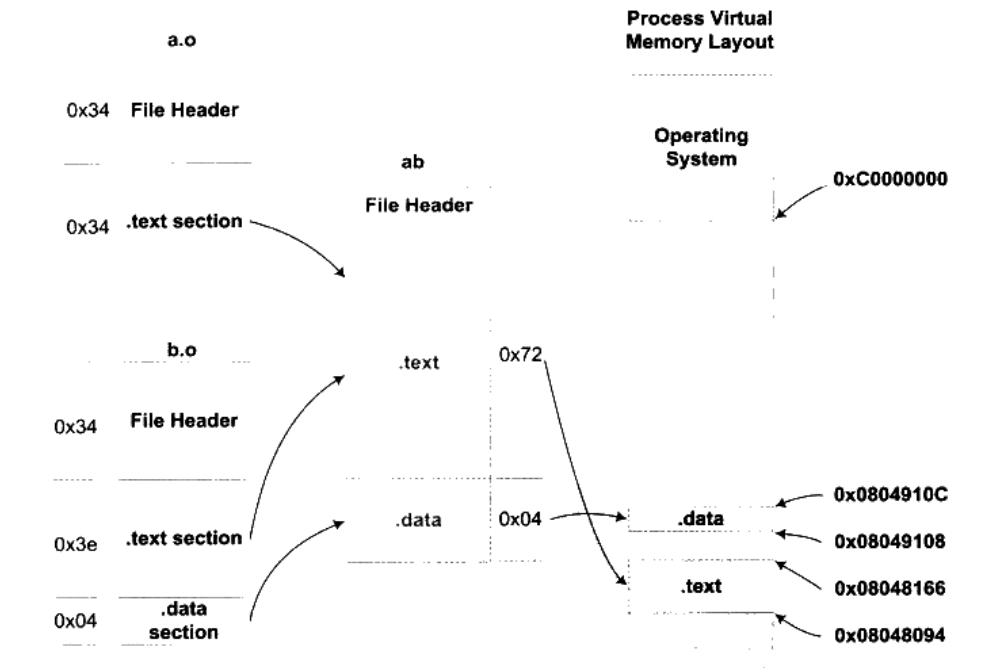 a.o
0x34 File Header
0x34 .text section
b.o
0x34 File Header
0x3e .text section
0x04 .data
section
ab
File Header
.text 0x72
.data 0x04
Process Virtual
Memory Layout
Operating
System
0xC0000000
0x0804910C
.data
0x08049108
0x08048166
.text
0x08048094